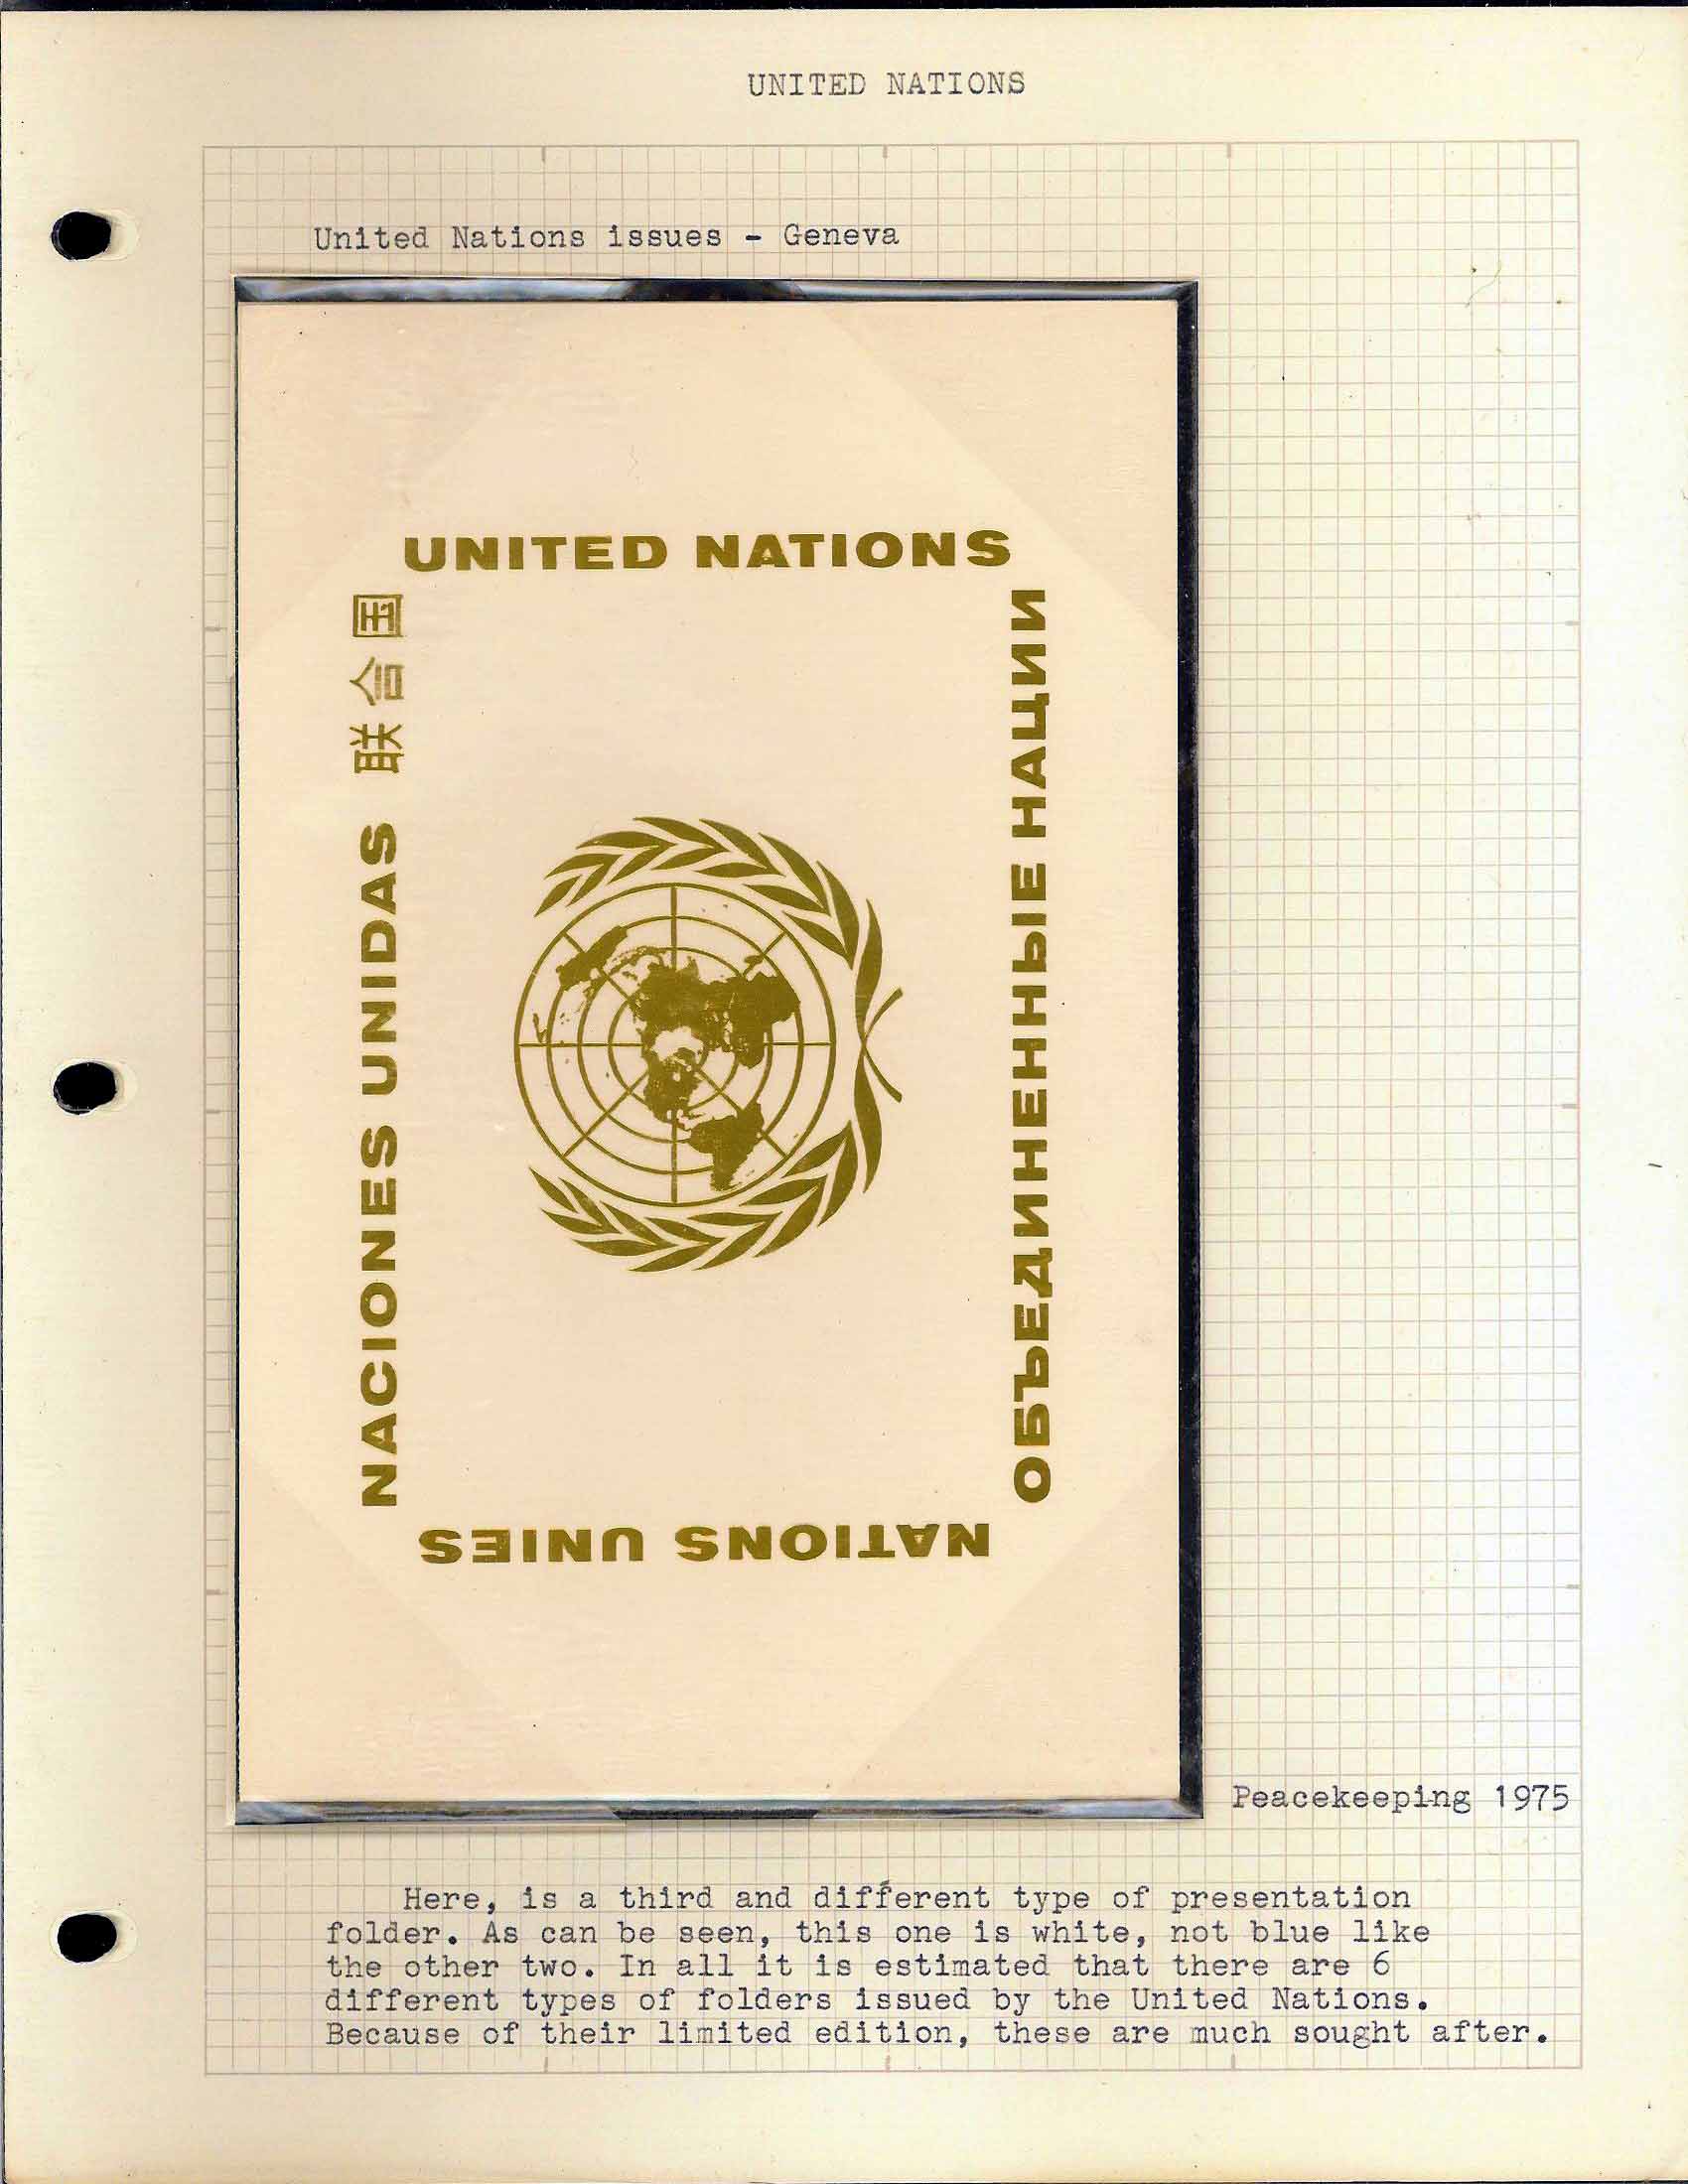 UNITED NATIONS
United Nations issues - Geneva
UNITED NATIONS
NACIONES UNIDAS 联合国
ОБЪЕДИНЕННЫЕ НАЦИИ
NATIONS UNIES
Peacekeeping 1975
Here, is a third and different type of presentation
folder. As can be seen, this one is white, not blue like
the other two. In all it is estimated that there are 6
different types of folders issued by the United Nations.
Because of their limited edition, these are much sought after.